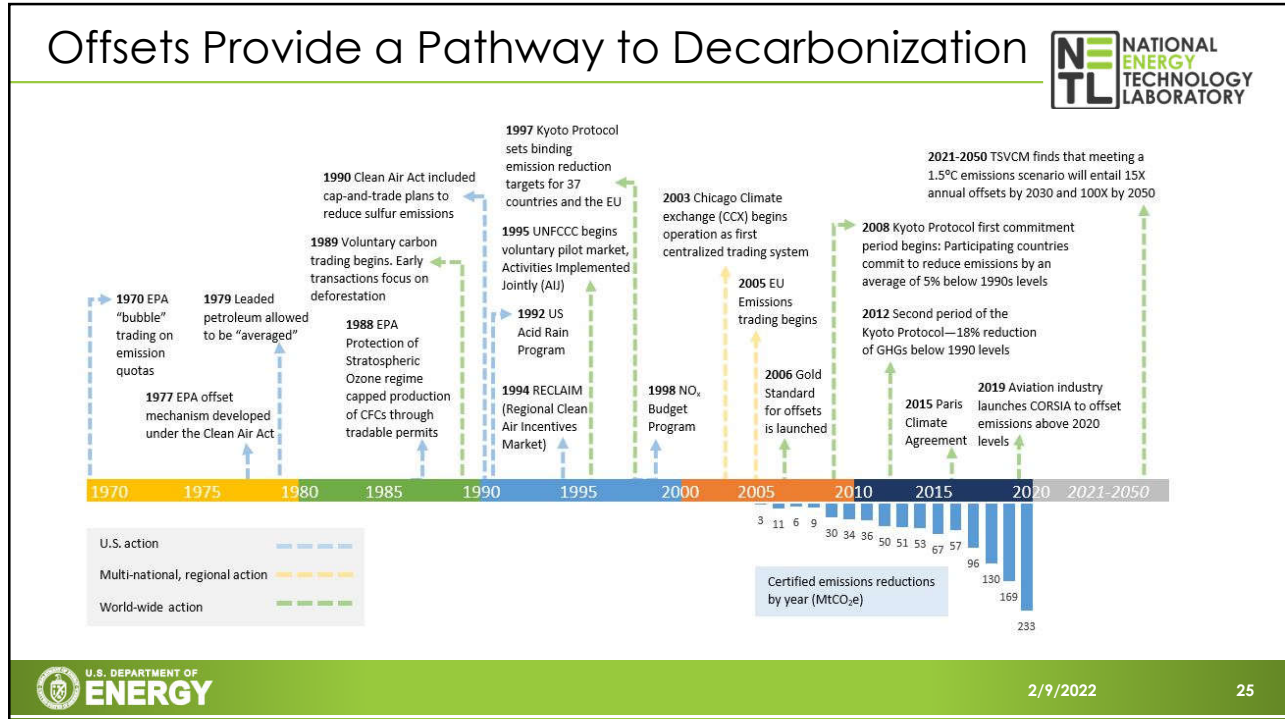 Offsets Provide a Pathway to Decarbonization
NATIONAL
ENERGY
TECHNOLOGY
LABORATORY
NE
TL
1970 EPA
“bubble”
trading on
emission
quotas
1977 EPA offset
mechanism developed
under the Clean Air Act
1979 Leaded
petroleum allowed
to be “averaged”
1990 Clean Air Act included
cap-and-trade plans to
reduce sulfur emissions
1989 Voluntary carbon
trading begins. Early
transactions focus on
deforestation
1988 EPA
Protection of
Stratospheric
Ozone regime
capped production
of CFCs through
tradable permits
1997 Kyoto Protocol
sets binding
emission reduction
targets for 37
countries and the EU
1995 UNFCCC begins
voluntary pilot market,
Activities Implemented
Jointly (AIJ)
1992 US
Acid Rain
Program
1994 RECLAIM
(Regional Clean
Air Incentives
Market)
1998 NOₓ
Budget
Program
2003 Chicago Climate
exchange (CCX) begins
operation as first
centralized trading system
2005 EU
Emissions
trading begins
2006 Gold
Standard
for offsets
is launched
2021-2050 TSVCM finds that meeting a
1.5°C emissions scenario will entail 15X
annual offsets by 2030 and 100X by 2050
2008 Kyoto Protocol first commitment
period begins: Participating countries
commit to reduce emissions by an
average of 5% below 1990s levels
2012 Second period of the
Kyoto Protocol—18% reduction
of GHGs below 1990 levels
2015 Paris
Climate
Agreement
2019 Aviation industry
launches CORSIA to offset
emissions above 2020
levels
1970 1975 1980 1985 1990 1995 2000 2005 2010 2015 2020 2021-2050
3 11 6 9 30 34 36 50 51 53 67 57 96 130 169 233
U.S. action
Multi-national, regional action
World-wide action
Certified emissions reductions
by year (MtCO₂e)
U.S. DEPARTMENT OF
ENERGY
2/9/2022 25